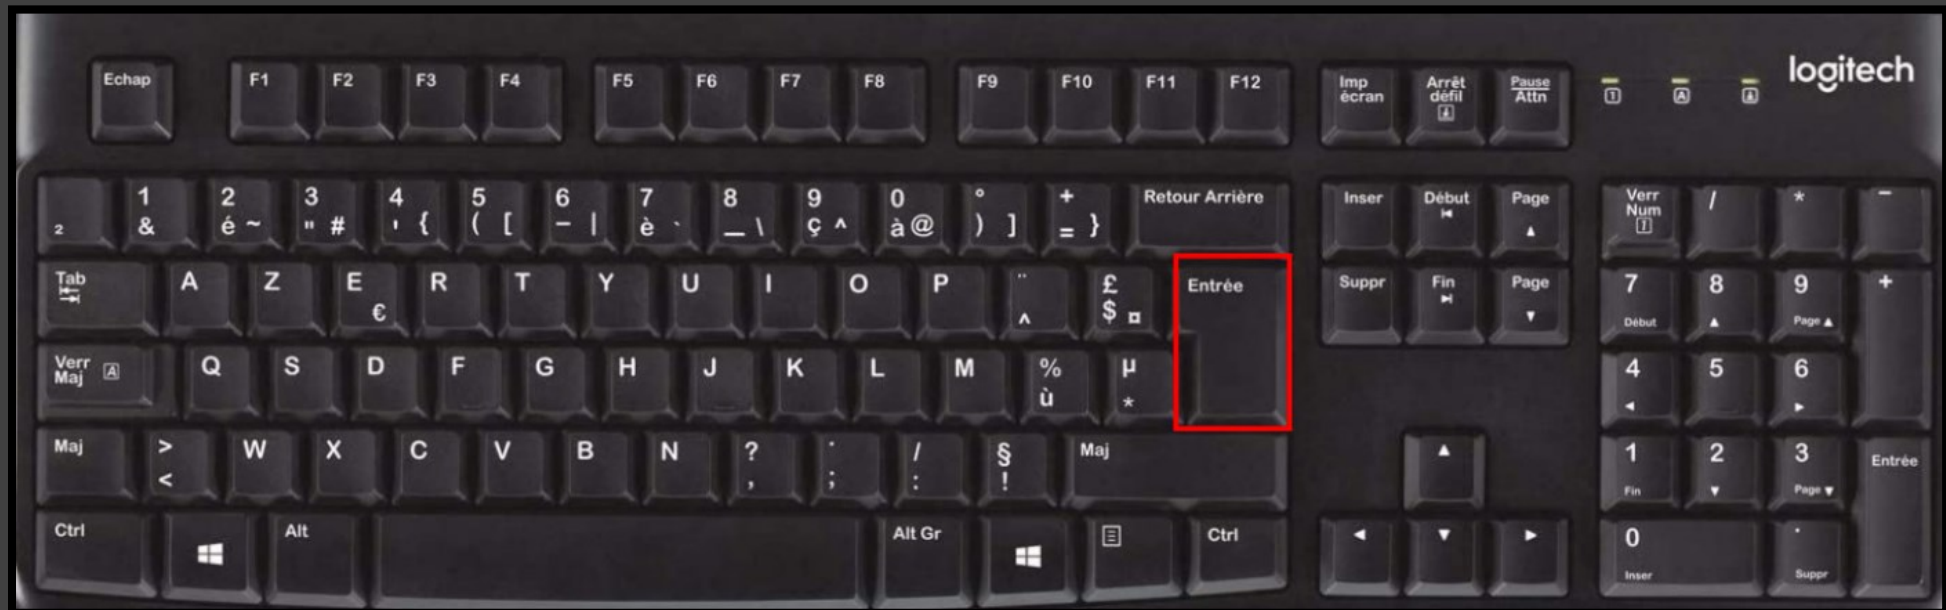 logitech
Echap F1 F2 F3 F4 F5 F6 F7 F8 F9 F10 F11 F12
Imp écran
Arrêt défil
Pause Attn
1 A
²
1 &
2 é ~
3 " #
4 ' {
5 ( [
6 - |
7 è `
8 _ \
9 ç ^
0 à @
° ) ]
+ = }
Retour Arrière
Inser
Début
Page
Verr Num
/ * -
Tab
A Z E € R T Y U I O P
¨ ^
£ $ ¤
Entrée
Suppr
Fin
Page
7 Début
8
9 Page
+
Verr Maj A
Q S D F G H J K L M
% ù
µ *
4 5 6
Maj
> <
W X C V B N
? ,
. ;
/ :
§ !
Maj
1 Fin
2
3 Page
Entrée
Ctrl
Alt
Alt Gr
Ctrl
0 Inser
. Suppr